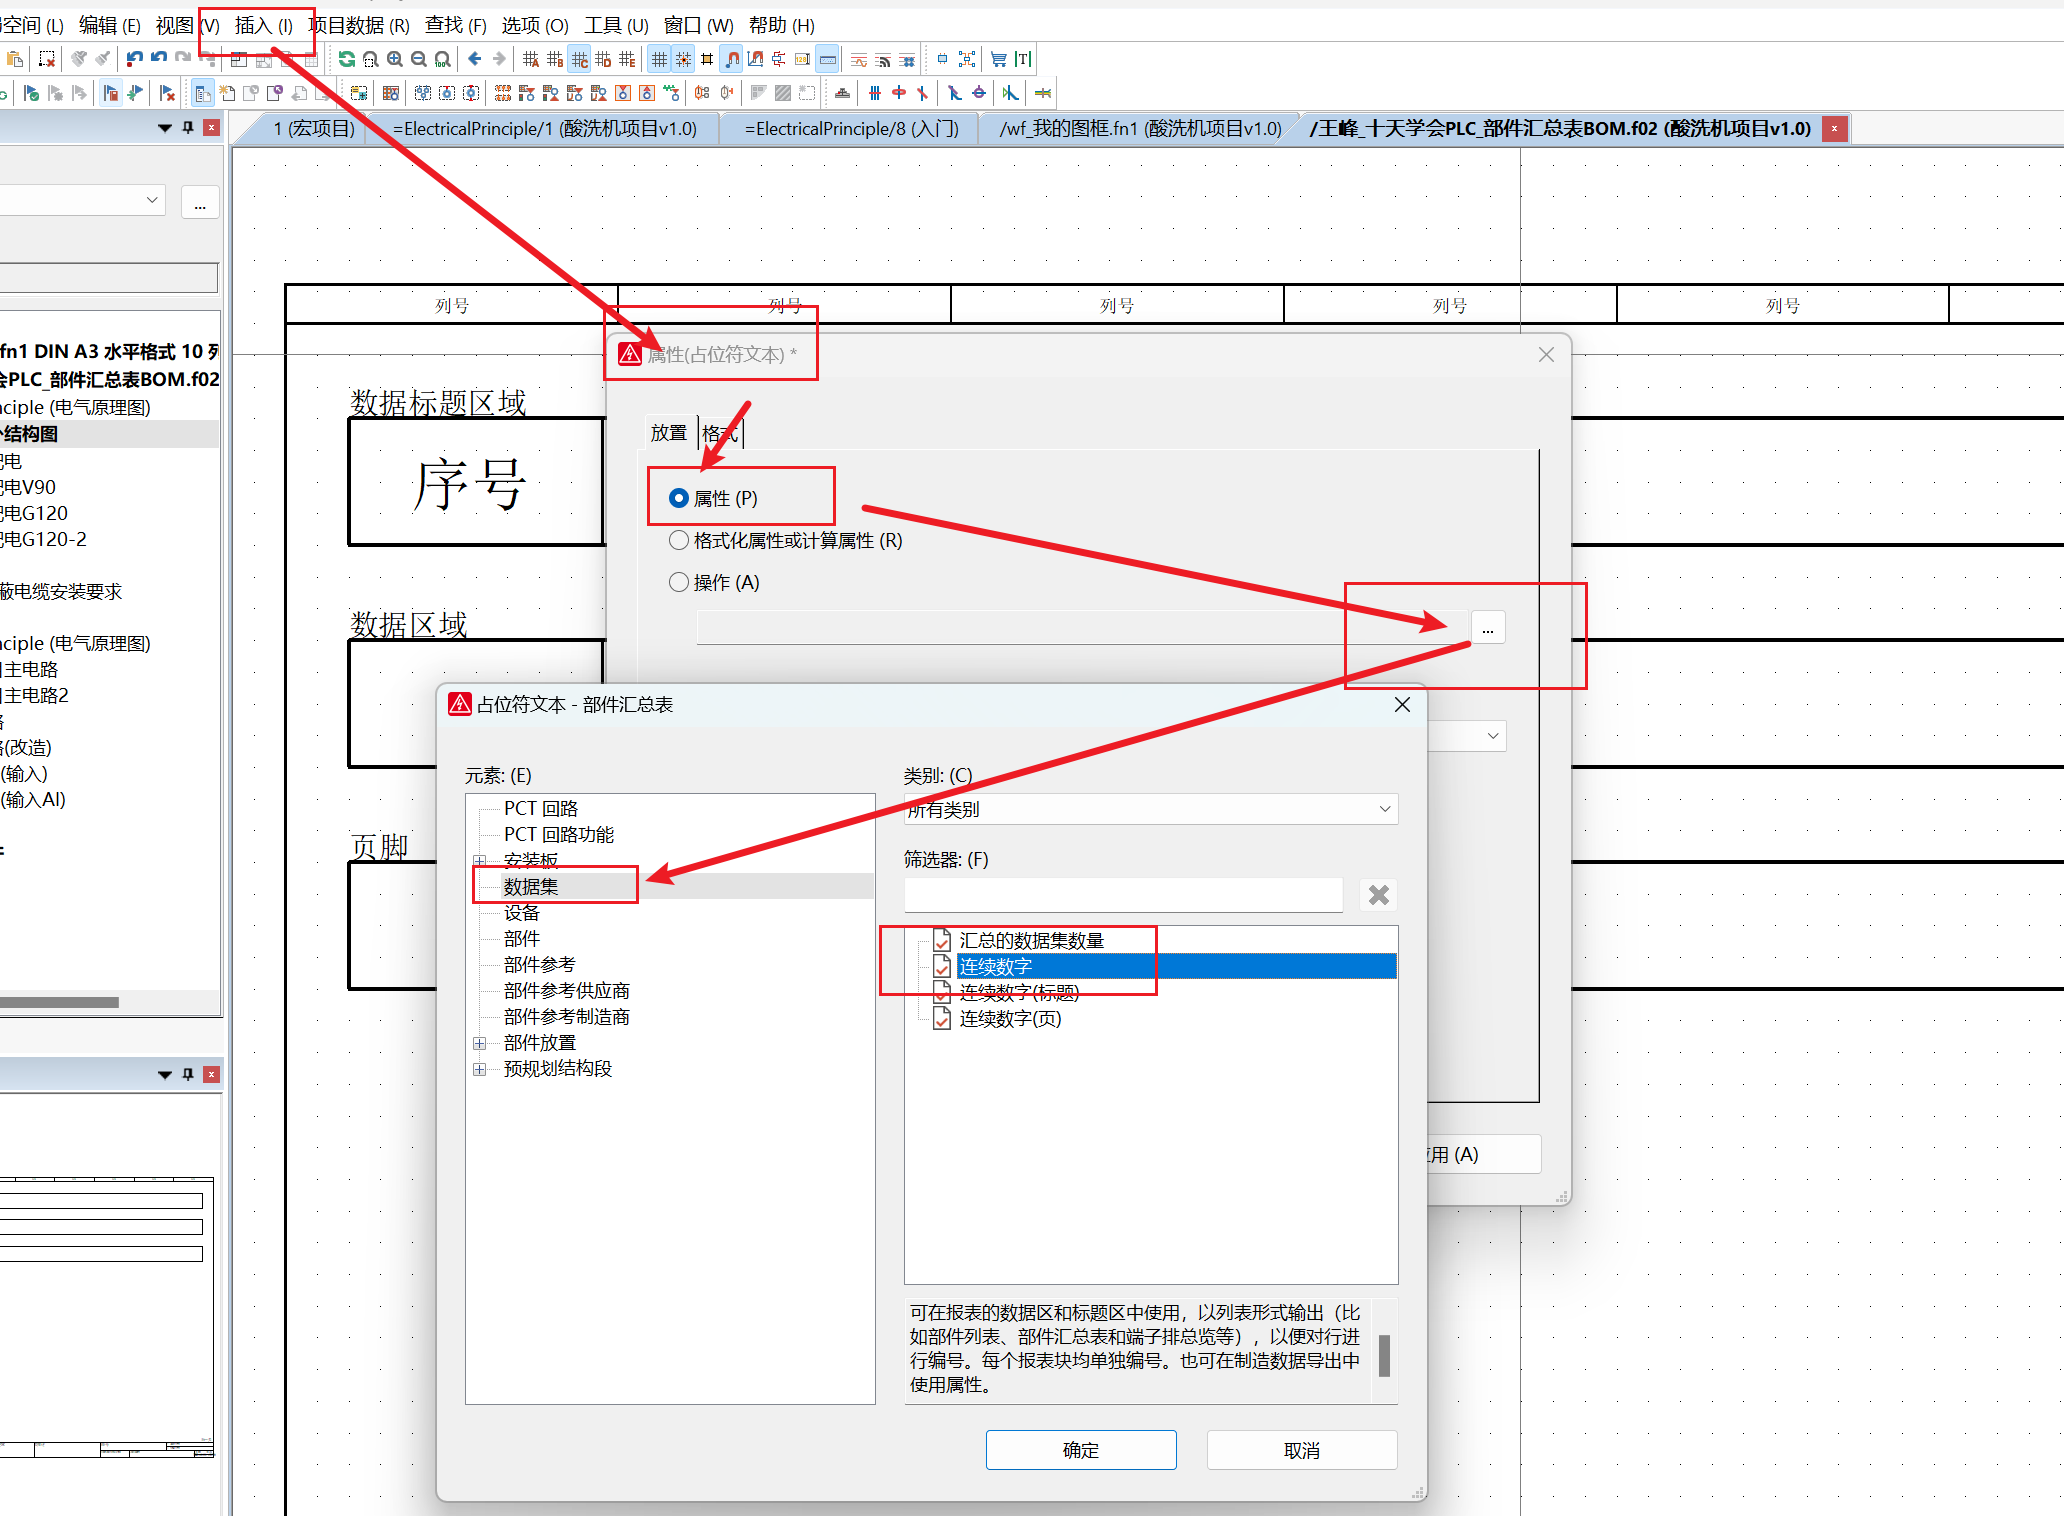 空间 (L) 编辑 (E) 视图 (V) 插入 (I) 项目数据 (R) 查找 (F) 选项 (O) 工具 (U) 窗口 (W) 帮助 (H)
1 (宏项目) =ElectricalPrinciple/1 (酸洗机项目v1.0) =ElectricalPrinciple/8 (入门) /wf_我的图框.fn1 (酸洗机项目v1.0) /王峰_十天学会PLC_部件汇总表BOM.f02 (酸洗机项目v1.0)
...
列号 列号 列号 列号 列号
fn1 DIN A3 水平格式 10 列
PLC_部件汇总表BOM.f02
nciple (电气原理图)
结构图
电
电V90
电G120
电G120-2
蔽电缆安装要求
nciple (电气原理图)
主电路
主电路2
(改造)
(输入)
(输入AI)
数据标题区域
序号
数据区域
页脚
属性(占位符文本) *
放置 格式
属性 (P)
格式化属性或计算属性 (R)
操作 (A)
...
用 (A)
占位符文本 - 部件汇总表
元素: (E)
PCT 回路
PCT 回路功能
安装板
数据集
设备
部件
部件参考
部件参考供应商
部件参考制造商
部件放置
预规划结构段
类别: (C)
所有类别
筛选器: (F)
汇总的数据集数量
连续数字
连续数字(标题)
连续数字(页)
可在报表的数据区和标题区中使用，以列表形式输出（比
如部件列表、部件汇总表和端子排总览等），以便对行进
行编号。每个报表块均单独编号。也可在制造数据导出中
使用属性。
确定 取消